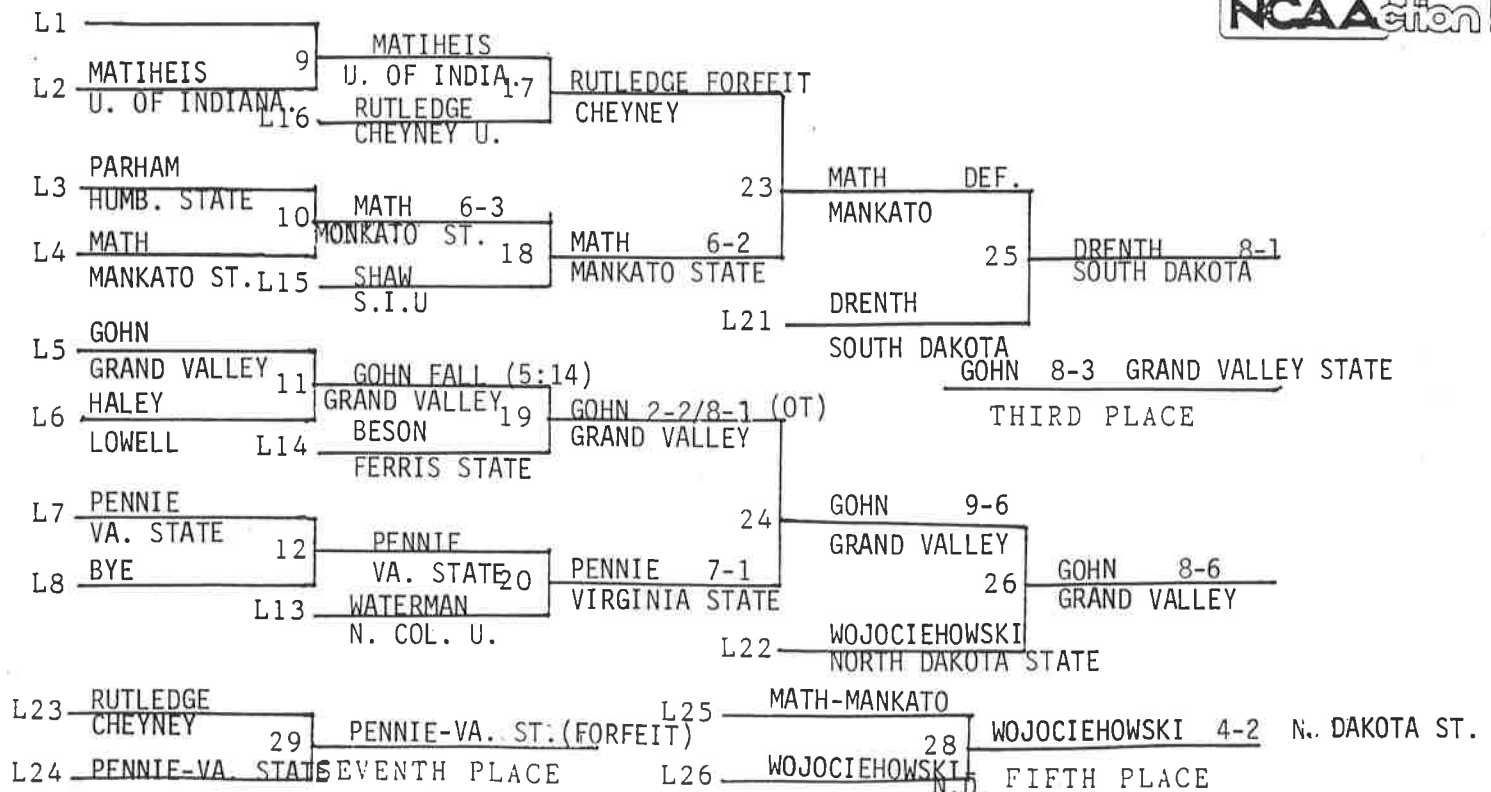 NCAAction
L1
9
MATIHEIS
U. OF INDIA.
L2
MATIHEIS
U. OF INDIANA.
17
RUTLEDGE FORFEIT
CHEYNEY
L16
RUTLEDGE
CHEYNEY U.
L3
PARHAM
HUMB. STATE
10
MATH 6-3
MONKATO ST.
23
MATH DEF.
MANKATO
L4
MATH
MANKATO ST.
18
MATH 6-2
MANKATO STATE
L15
SHAW
S.I.U
25
DRENTH 8-1
SOUTH DAKOTA
L21
DRENTH
SOUTH DAKOTA
L5
GOHN
GRAND VALLEY
11
GOHN FALL (5:14)
GRAND VALLEY
GOHN 8-3 GRAND VALLEY STATE
THIRD PLACE
L6
HALEY
LOWELL
19
GOHN 2-2/8-1 (OT)
GRAND VALLEY
L14
BESON
FERRIS STATE
L7
PENNIE
VA. STATE
12
PENNIE
VA. STATE
24
GOHN 9-6
GRAND VALLEY
L8
BYE
20
PENNIE 7-1
VIRGINIA STATE
26
GOHN 8-6
GRAND VALLEY
L13
WATERMAN
N. COL. U.
L22
WOJOCIEHOWSKI
NORTH DAKOTA STATE
L23
RUTLEDGE
CHEYNEY
29
PENNIE-VA. ST.(FORFEIT)
SEVENTH PLACE
L24
PENNIE-VA. STATE
L25
MATH-MANKATO
28
WOJOCIEHOWSKI 4-2 N. DAKOTA ST.
FIFTH PLACE
L26
WOJOCIEHOWSKI
N.D.